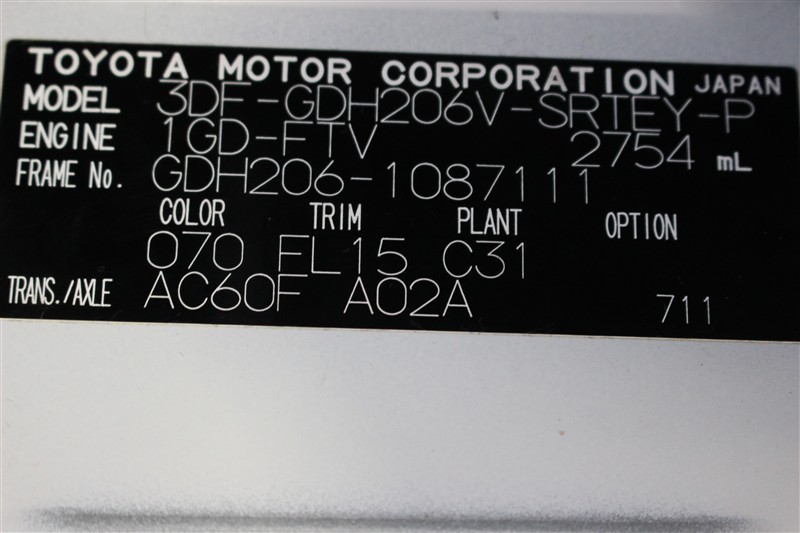 TOYOTA MOTOR CORPORATION JAPAN
MODEL 3DF-GDH206V-SRTEY-P
ENGINE 1GD-FTV 2754 mL
FRAME No. GDH206-1087111
COLOR TRIM PLANT OPTION
070 FL15 C31
TRANS./AXLE AC60F A02A 711